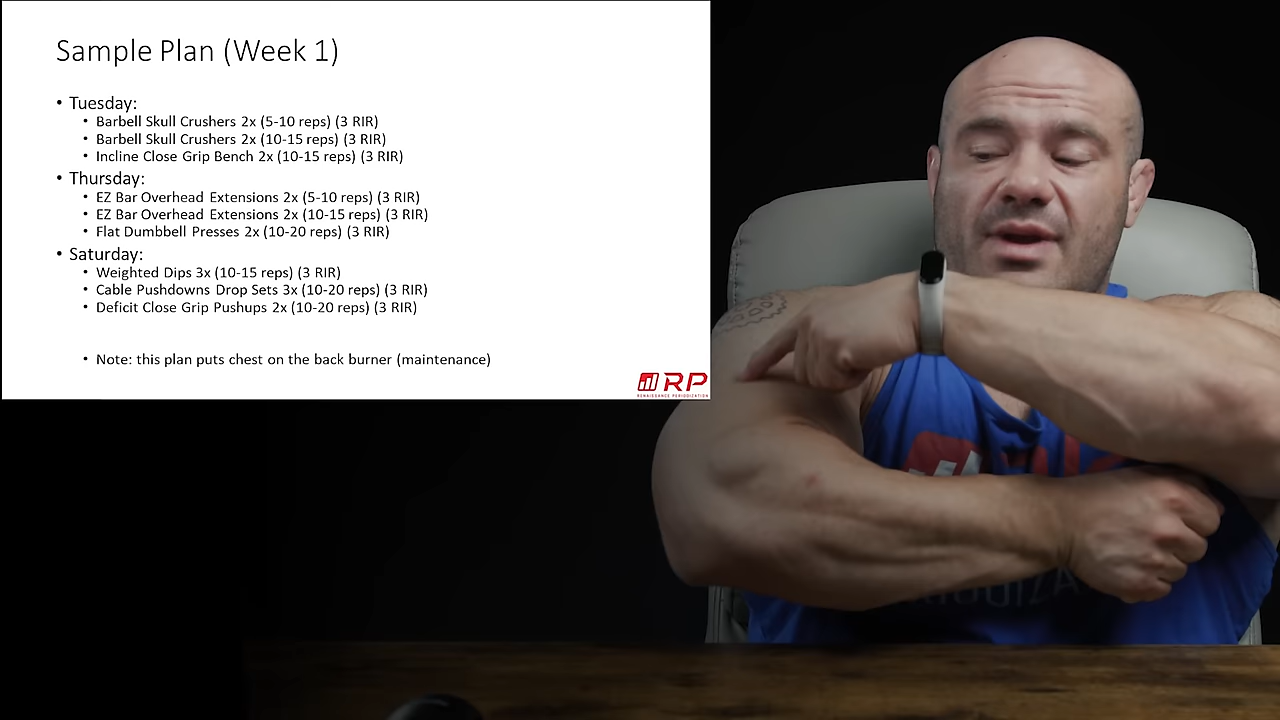 Sample Plan (Week 1)
• Tuesday:
• Barbell Skull Crushers 2x (5-10 reps) (3 RIR)
• Barbell Skull Crushers 2x (10-15 reps) (3 RIR)
• Incline Close Grip Bench 2x (10-15 reps) (3 RIR)
• Thursday:
• EZ Bar Overhead Extensions 2x (5-10 reps) (3 RIR)
• EZ Bar Overhead Extensions 2x (10-15 reps) (3 RIR)
• Flat Dumbbell Presses 2x (10-20 reps) (3 RIR)
• Saturday:
• Weighted Dips 3x (10-15 reps) (3 RIR)
• Cable Pushdowns Drop Sets 3x (10-20 reps) (3 RIR)
• Deficit Close Grip Pushups 2x (10-20 reps) (3 RIR)
• Note: this plan puts chest on the back burner (maintenance)
RP
RENAISSANCE PERIODIZATION